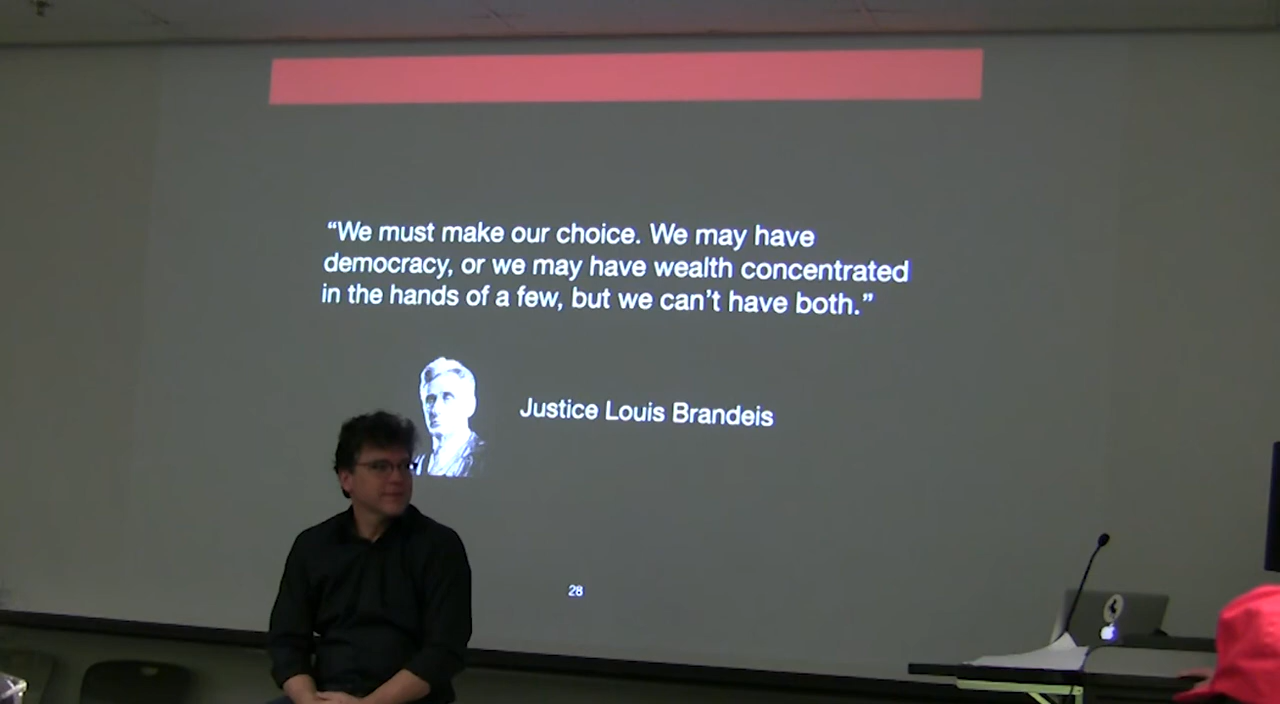 “We must make our choice. We may have
democracy, or we may have wealth concentrated
in the hands of a few, but we can’t have both.”
Justice Louis Brandeis
28